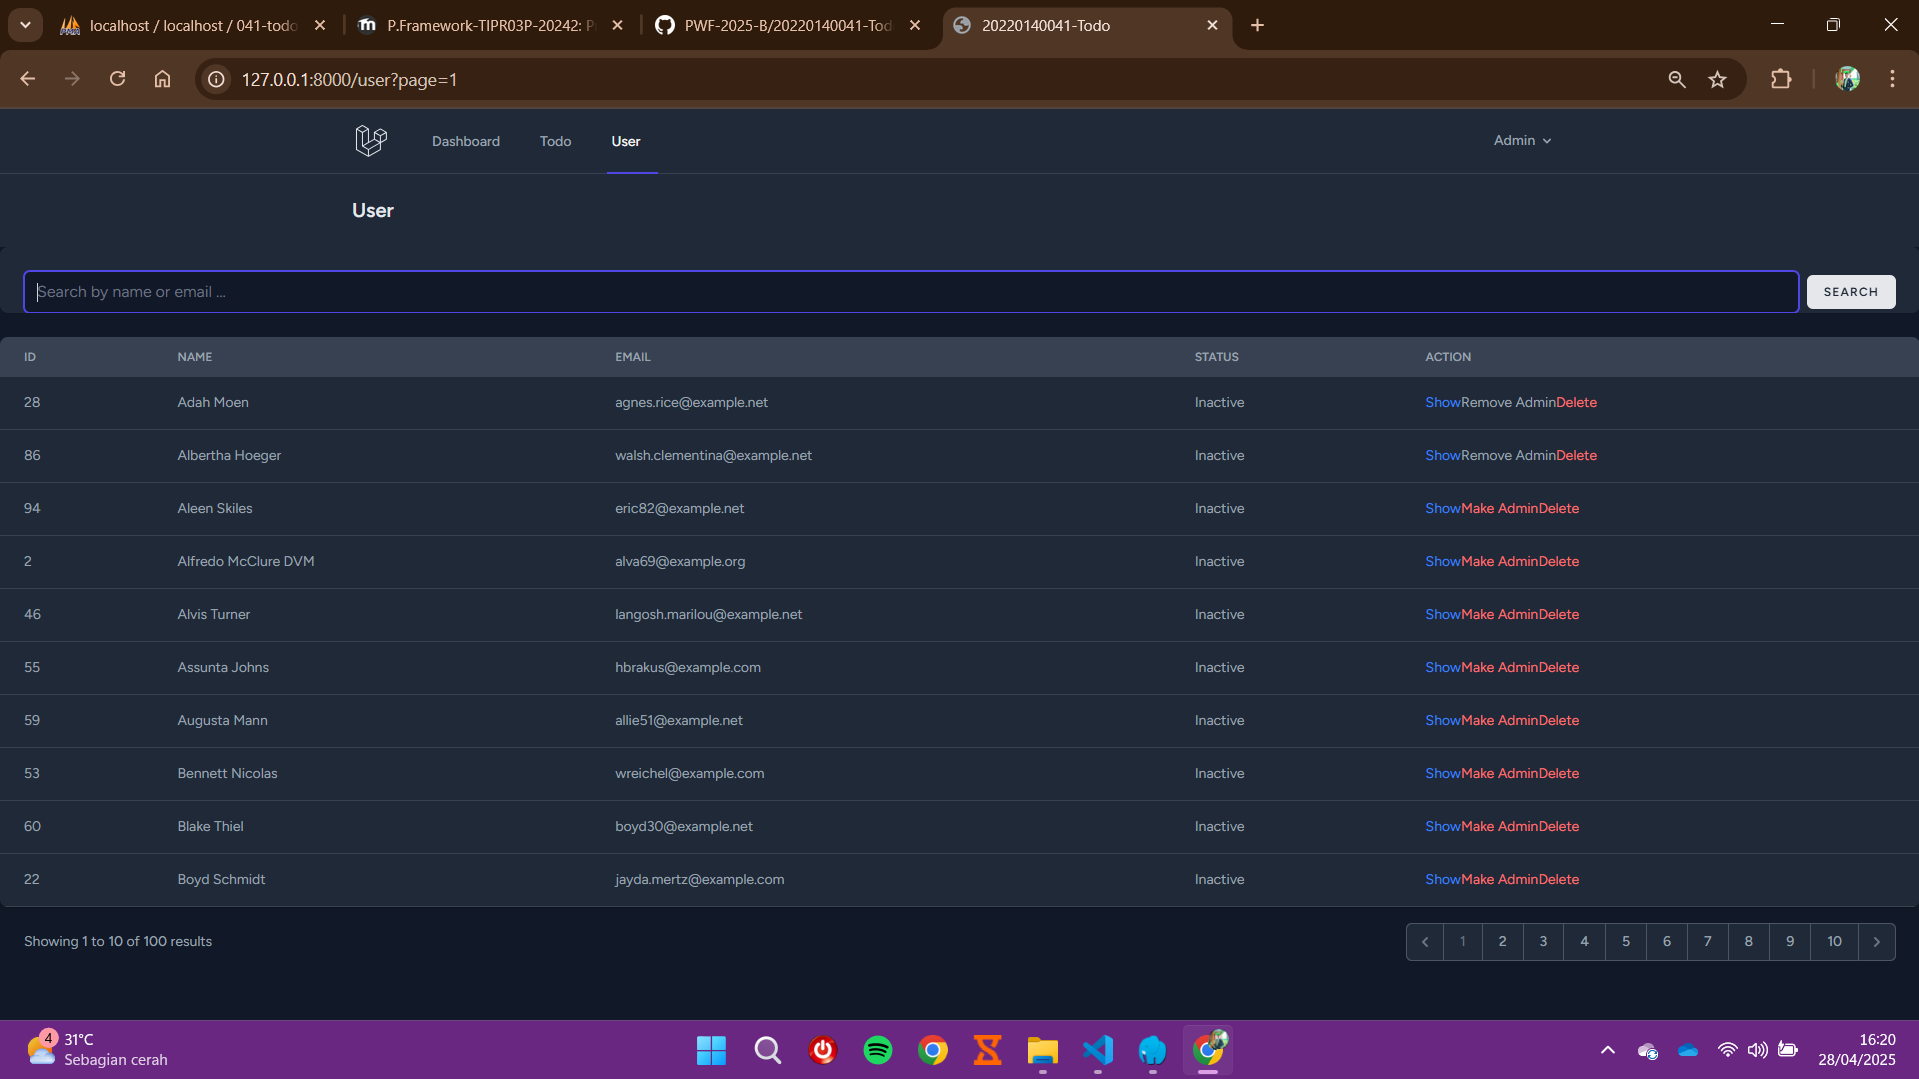 localhost / localhost / 041-todo
P.Framework-TIPR03P-20242: P
PWF-2025-B/20220140041-Tod
20220140041-Todo
127.0.0.1:8000/user?page=1
Dashboard Todo User Admin
User
Search by name or email ... SEARCH
ID NAME EMAIL STATUS ACTION
28 Adah Moen agnes.rice@example.net Inactive ShowRemove AdminDelete
86 Albertha Hoeger walsh.clementina@example.net Inactive ShowRemove AdminDelete
94 Aleen Skiles eric82@example.net Inactive ShowMake AdminDelete
2 Alfredo McClure DVM alva69@example.org Inactive ShowMake AdminDelete
46 Alvis Turner langosh.marilou@example.net Inactive ShowMake AdminDelete
55 Assunta Johns hbrakus@example.com Inactive ShowMake AdminDelete
59 Augusta Mann allie51@example.net Inactive ShowMake AdminDelete
53 Bennett Nicolas wreichel@example.com Inactive ShowMake AdminDelete
60 Blake Thiel boyd30@example.net Inactive ShowMake AdminDelete
22 Boyd Schmidt jayda.mertz@example.com Inactive ShowMake AdminDelete
Showing 1 to 10 of 100 results 1 2 3 4 5 6 7 8 9 10
4 31°C
Sebagian cerah
16:20
28/04/2025